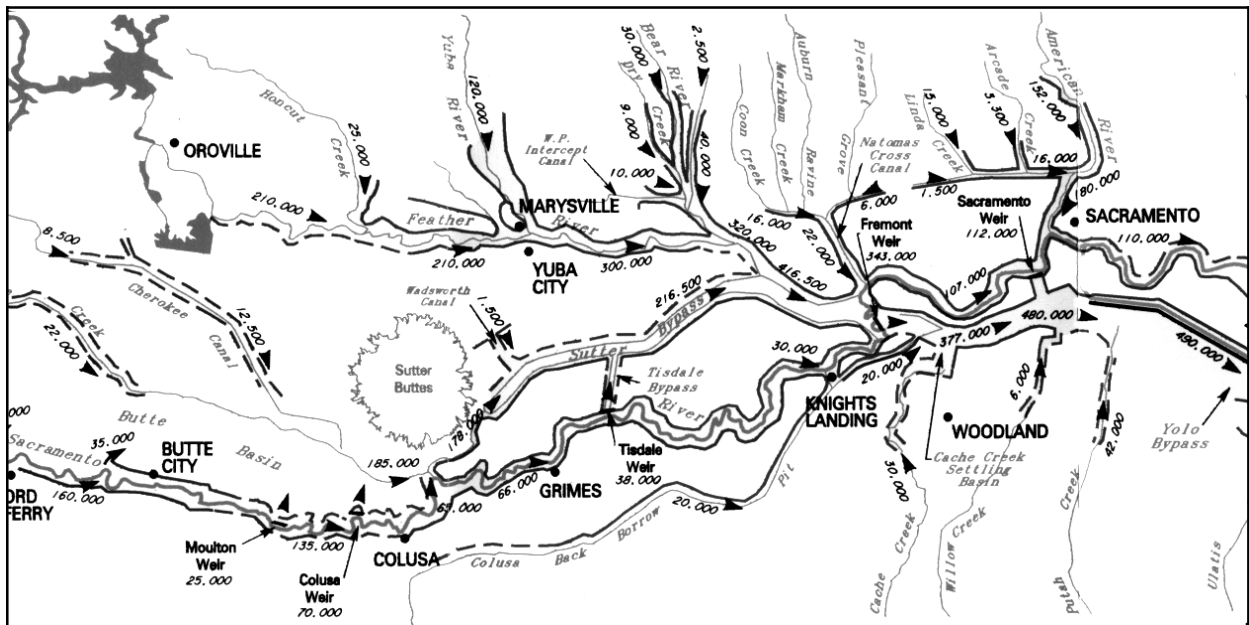 Honcut
Creek
25.000
OROVILLE
210.000
Feather
River
210.000
Yuba
River
120.000
MARYSVILLE
YUBA
CITY
300.000
W.P.
Intercept
Canal
10.000
Dry
Creek
9.000
30.000
Bear
River
2.500
40.000
320.000
Coon Creek
Markham
Creek
Auburn
Ravine
Pleasant
Grove
16.000
22.000
6.000
Natomas
Cross
Canal
Fremont
Weir
343.000
416.500
Linda
Creek
15.000
Arcade
Creek
3.300
1.500
16.000
American
River
152.000
180.000
Sacramento
Weir
112.000
SACRAMENTO
110.000
107.000
480.000
377.000
490.000
Yolo
Bypass
8.500
Cherokee
Canal
12.500
Creek
22.000
Sutter
Buttes
Wadsworth
Canal
1.500
216.500
Sutter
Bypass
178.000
Tisdale
Bypass
30.000
River
Tisdale
Weir
38.000
KNIGHTS
LANDING
20.000
WOODLAND
Cache Creek
Settling
Basin
6.000
30.000
Cache
Creek
Willow Creek
Putah
Creek
42.000
Ulatis
Butte
Basin
185.000
0.000
Sacramento
35.000
BUTTE
CITY
ORD
FERRY
160.000
Moulton
Weir
25.000
135.000
Colusa
Weir
70.000
COLUSA
65.000
66.000
GRIMES
Colusa
Back
Borrow
Pit
20.000